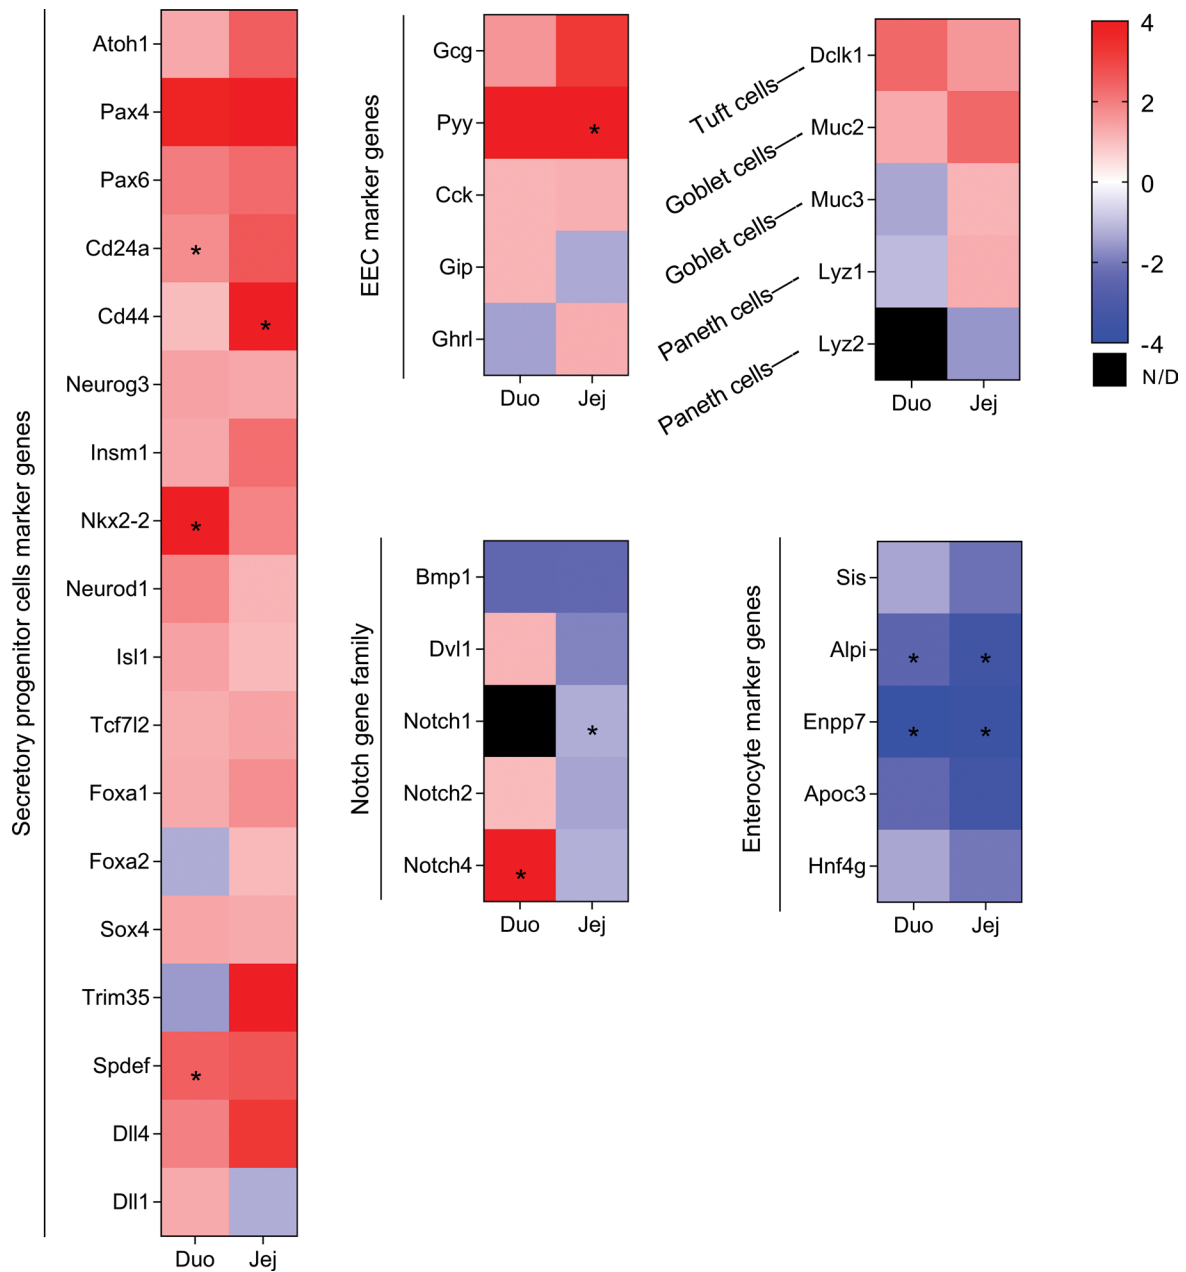 Secretory progenitor cells marker genes
Atoh1
Pax4
Pax6
Cd24a
*
Cd44
*
Neurog3
Insm1
Nkx2-2
*
Neurod1
Isl1
Tcf7l2
Foxa1
Foxa2
Sox4
Trim35
Spdef
*
Dll4
Dll1
Duo Jej
EEC marker genes
Gcg
Pyy
*
Cck
Gip
Ghrl
Duo Jej
Tuft cells
Dclk1
Goblet cells
Muc2
Goblet cells
Muc3
Paneth cells
Lyz1
Paneth cells
Lyz2
Duo Jej
4
2
0
-2
-4
N/D
Notch gene family
Bmp1
Dvl1
Notch1
*
Notch2
Notch4
*
Duo Jej
Enterocyte marker genes
Sis
Alpi
* *
Enpp7
* *
Apoc3
Hnf4g
Duo Jej